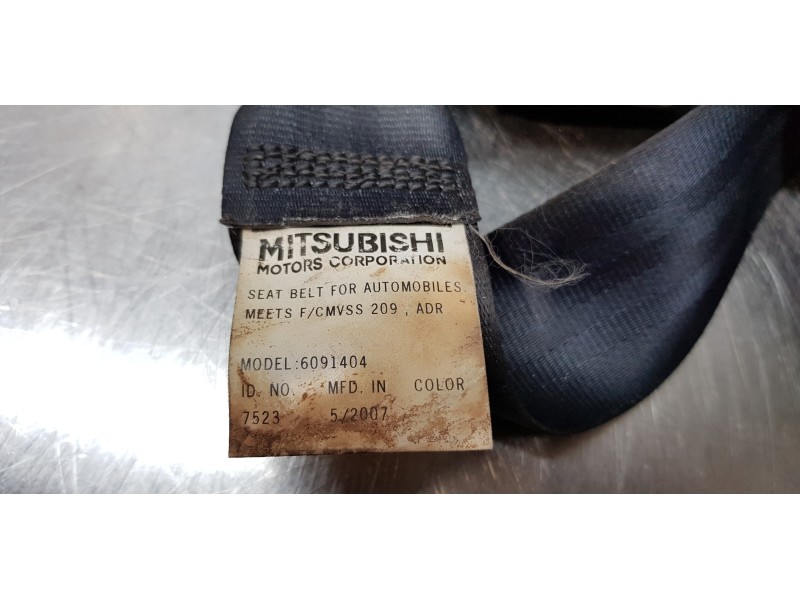 MITSUBISHI
MOTORS CORPORATION
SEAT BELT FOR AUTOMOBILES.
MEETS F/CMVSS 209 , ADR
MODEL:6091404
ID. NO. MFD. IN COLOR
7523 5/2007